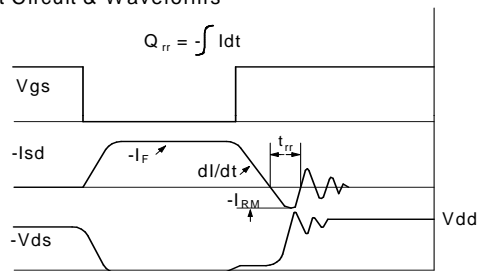 t Circuit & Waveforms
Q rr = -∫ Idt
Vgs
-Isd
-I F
dI/dt
t rr
-I RM
Vdd
-Vds